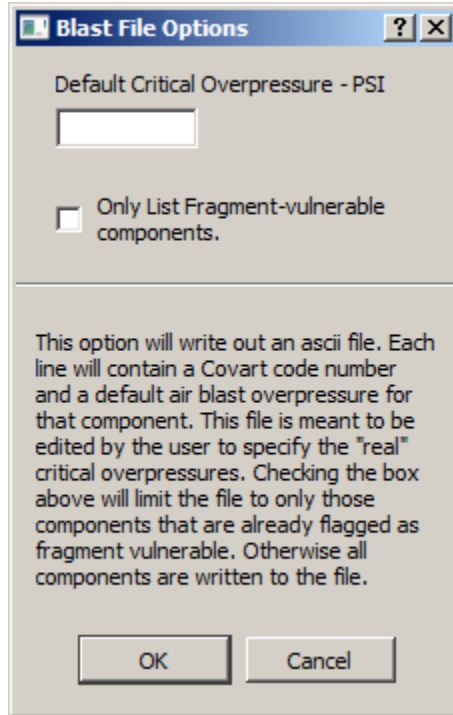 Blast File Options
Default Critical Overpressure - PSI
Only List Fragment-vulnerable
components.
This option will write out an ascii file. Each
line will contain a Covart code number
and a default air blast overpressure for
that component. This file is meant to be
edited by the user to specify the "real"
critical overpressures. Checking the box
above will limit the file to only those
components that are already flagged as
fragment vulnerable. Otherwise all
components are written to the file.
OK Cancel